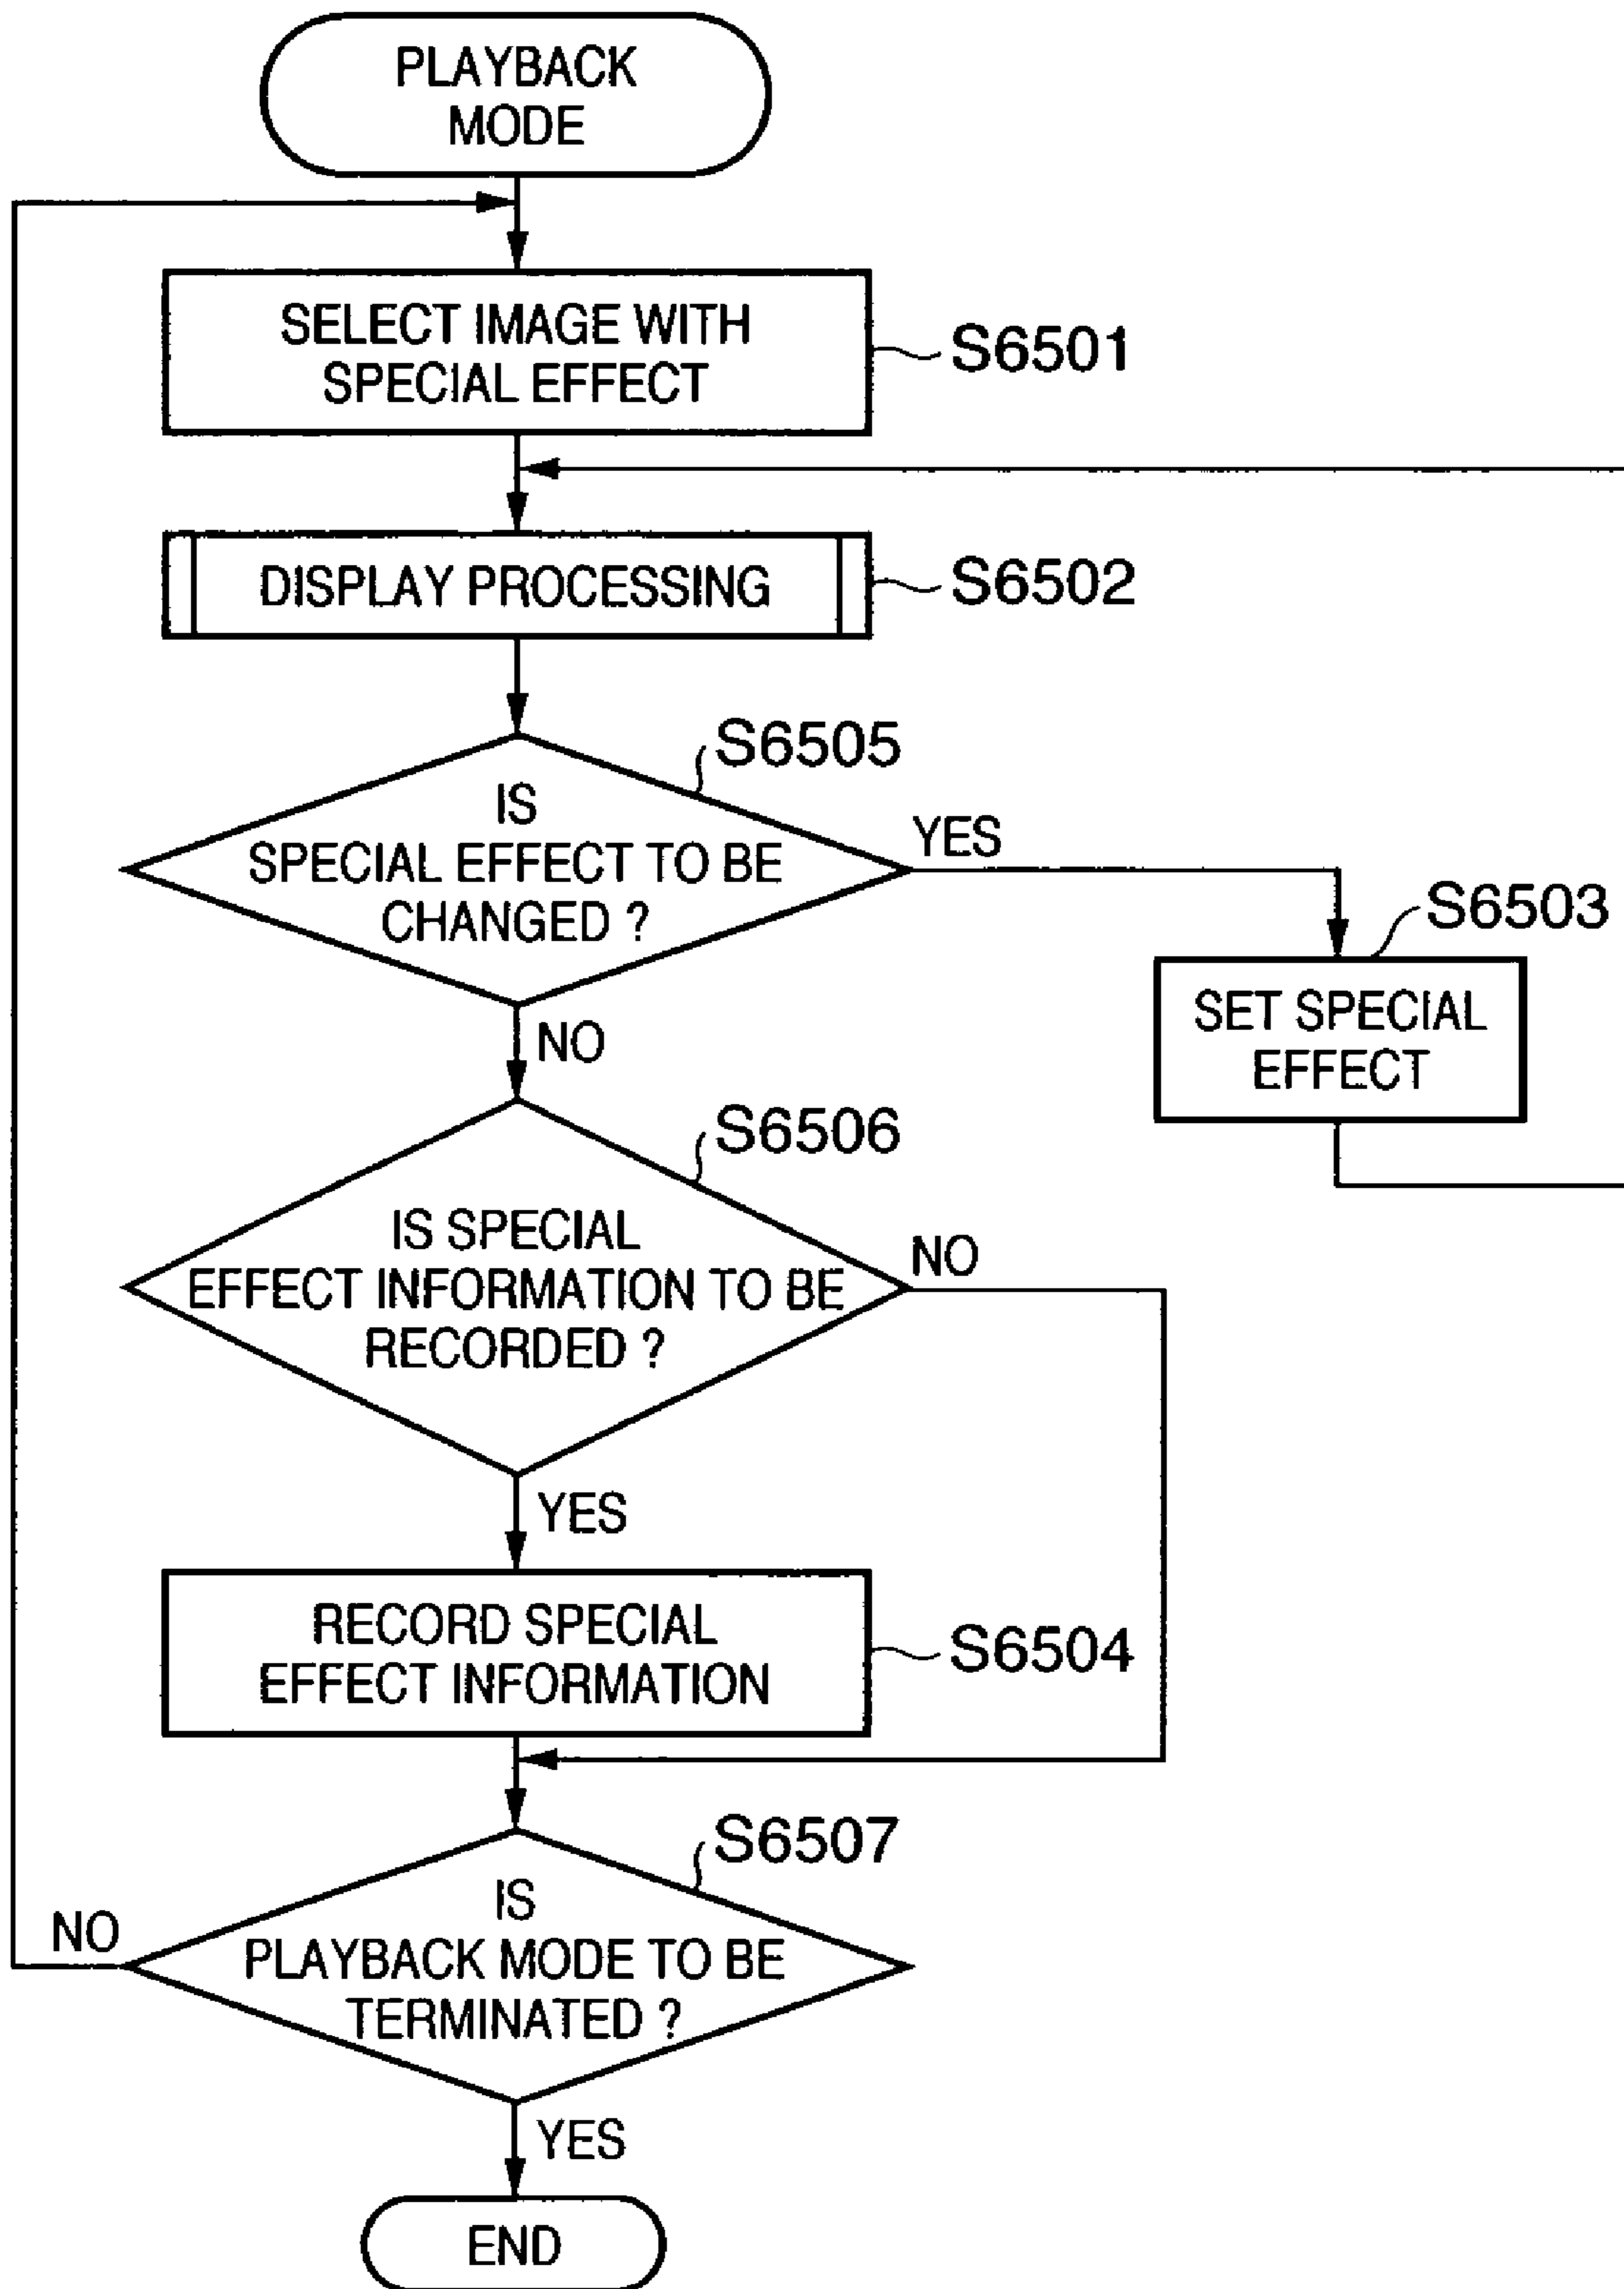 PLAYBACK
MODE
SELECT IMAGE WITH
SPECIAL EFFECT
S6501
DISPLAY PROCESSING
S6502
S6505
IS
SPECIAL EFFECT TO BE
CHANGED ?
YES
S6503
SET SPECIAL
EFFECT
NO
S6506
IS SPECIAL
EFFECT INFORMATION TO BE
RECORDED ?
NO
YES
RECORD SPECIAL
EFFECT INFORMATION
S6504
S6507
IS
PLAYBACK MODE TO BE
TERMINATED ?
NO
YES
END